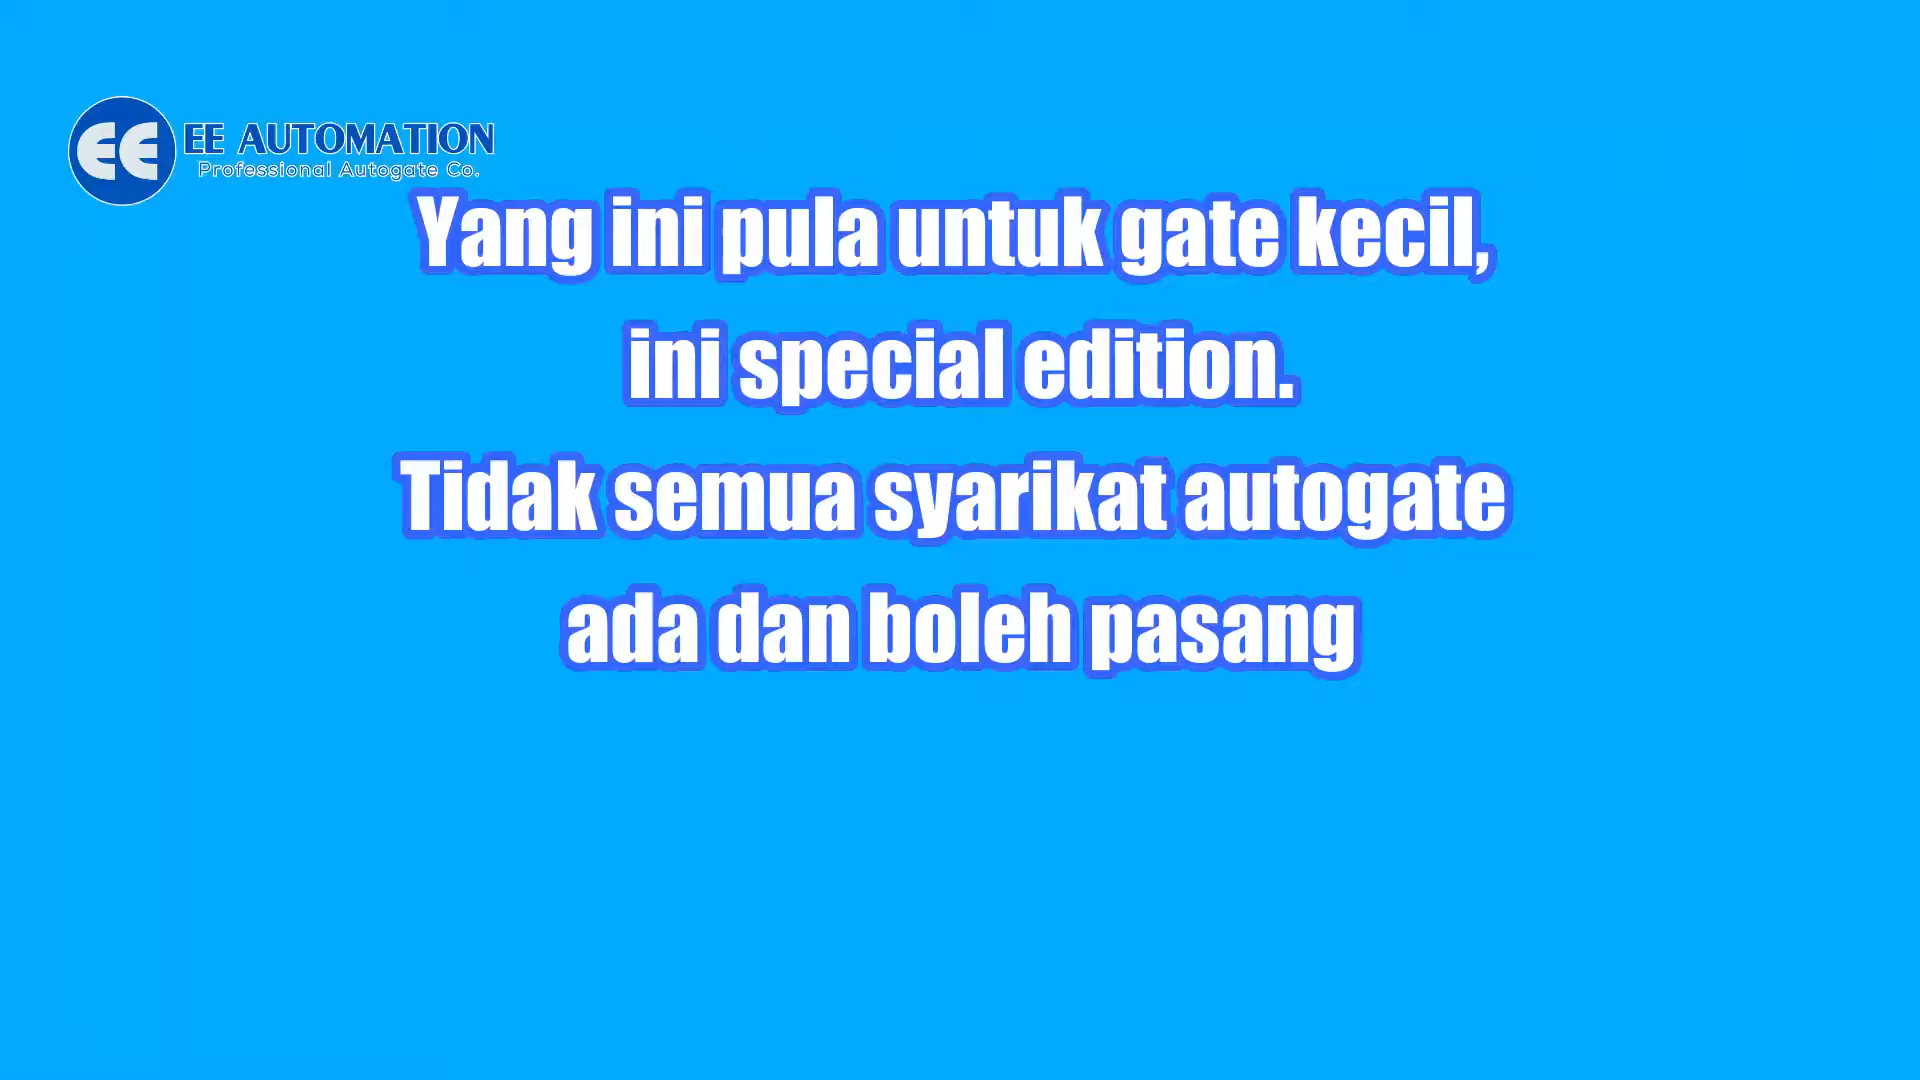 EE EE AUTOMATION
Professional Autogate Co.
Yang ini pula untuk gate kecil,
ini special edition.
Tidak semua syarikat autogate
ada dan boleh pasang